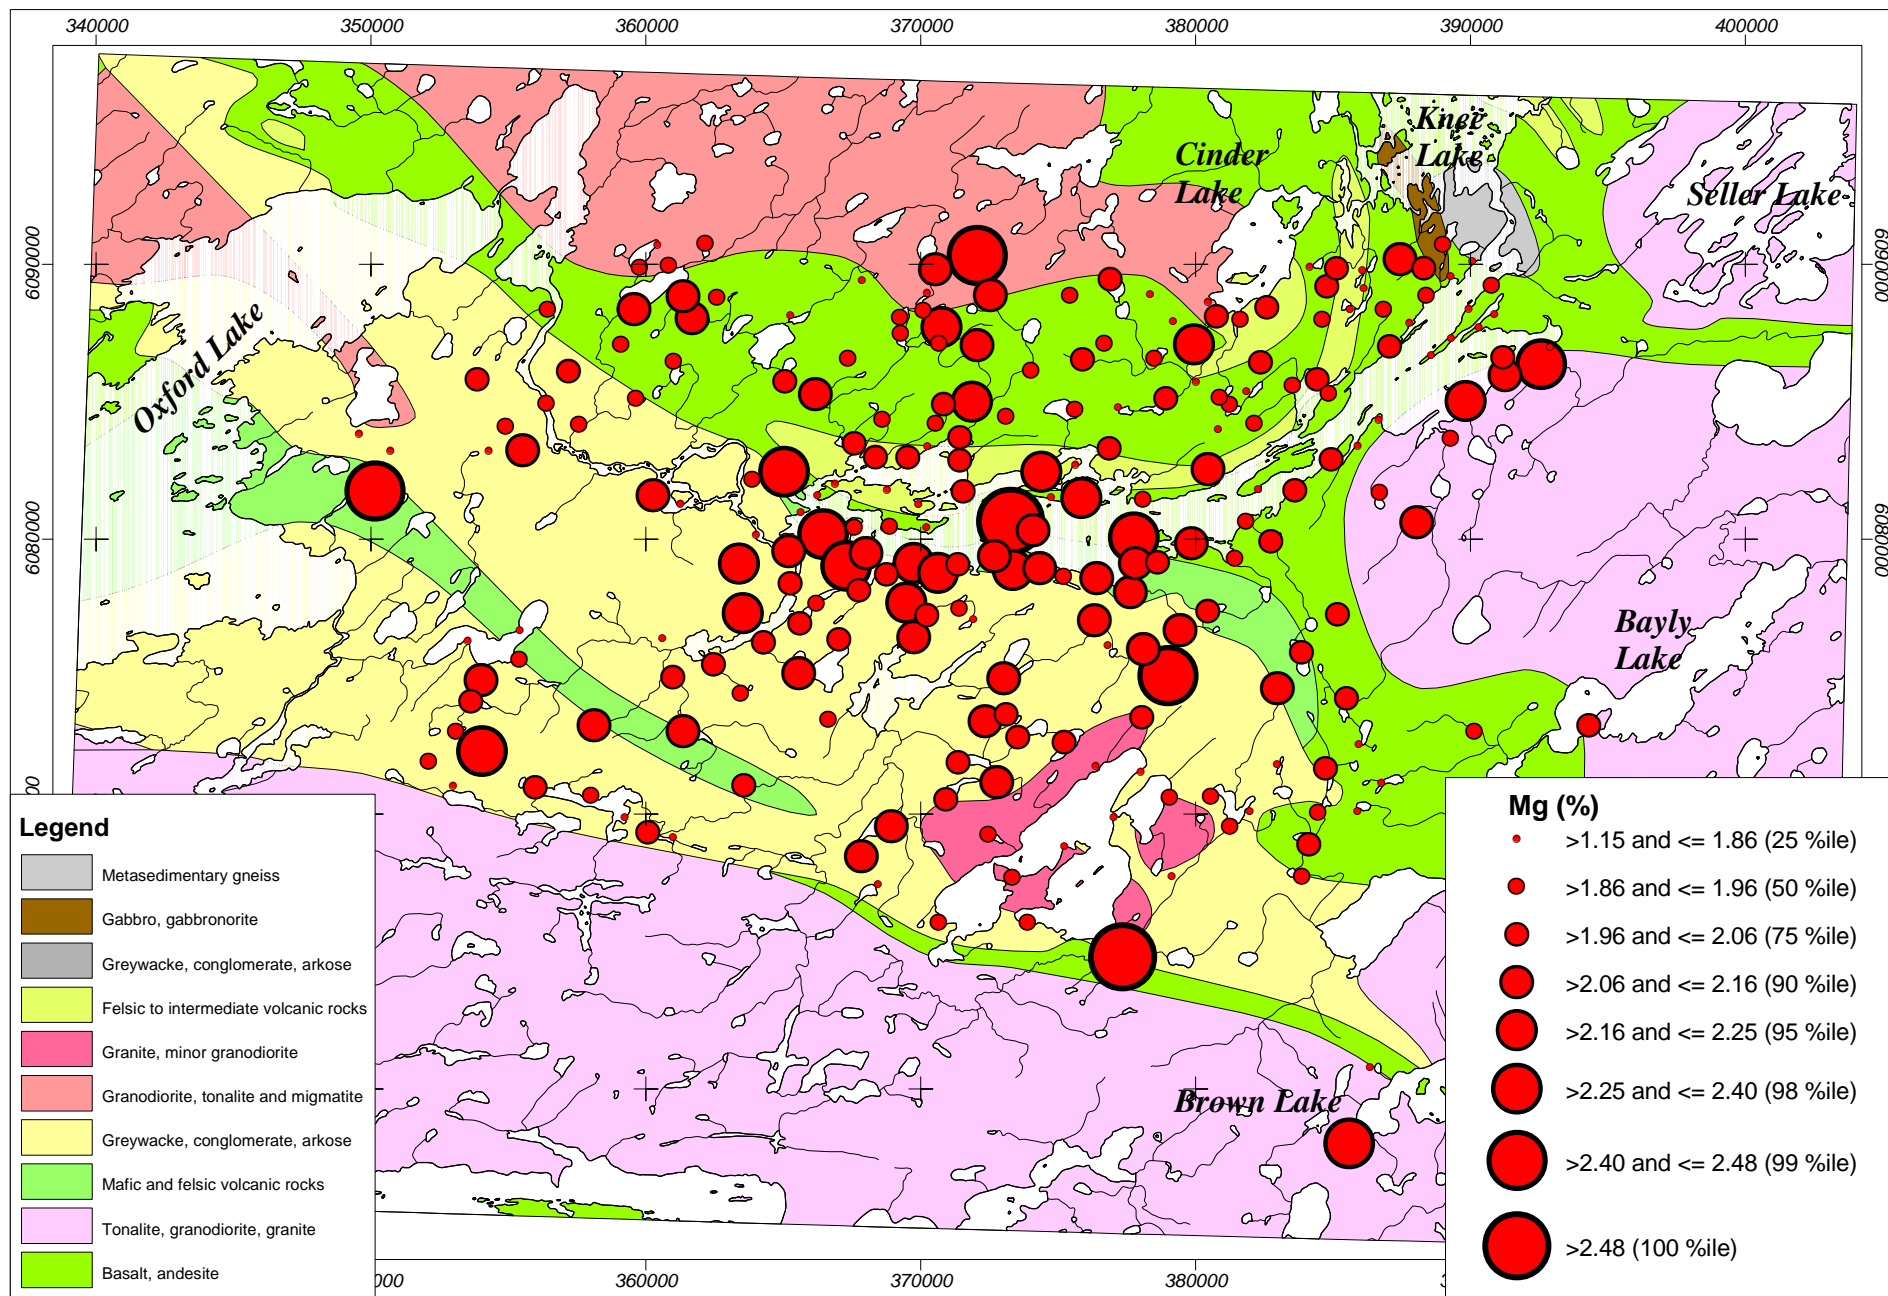 340000 350000 360000 370000 380000 390000 400000
Knee
Lake
Cinder
Lake
Seller Lake
6090000
6090000
Oxford Lake
6080000
6080000
Bayly
Lake
00
Brown Lake
Legend
Metasedimentary gneiss
Gabbro, gabbronorite
Greywacke, conglomerate, arkose
Felsic to intermediate volcanic rocks
Granite, minor granodiorite
Granodiorite, tonalite and migmatite
Greywacke, conglomerate, arkose
Mafic and felsic volcanic rocks
Tonalite, granodiorite, granite
Basalt, andesite
Mg (%)
>1.15 and <= 1.86 (25 %ile)
>1.86 and <= 1.96 (50 %ile)
>1.96 and <= 2.06 (75 %ile)
>2.06 and <= 2.16 (90 %ile)
>2.16 and <= 2.25 (95 %ile)
>2.25 and <= 2.40 (98 %ile)
>2.40 and <= 2.48 (99 %ile)
>2.48 (100 %ile)
0000 360000 370000 380000